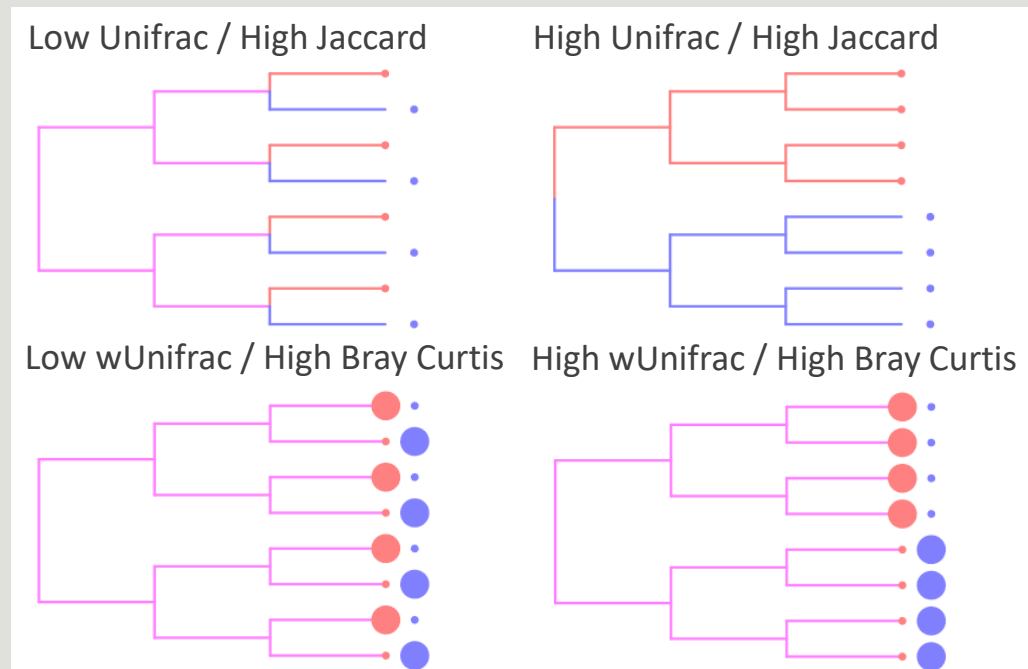 Low Unifrac / High Jaccard
High Unifrac / High Jaccard
Low wUnifrac / High Bray Curtis
High wUnifrac / High Bray Curtis